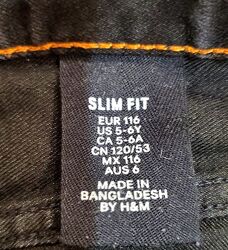 SLIM FIT
EUR 116
US 5-6Y
CA 5-6A
CN 120/53
MX 116
AUS 6
MADE IN
BANGLADESH
BY H&M